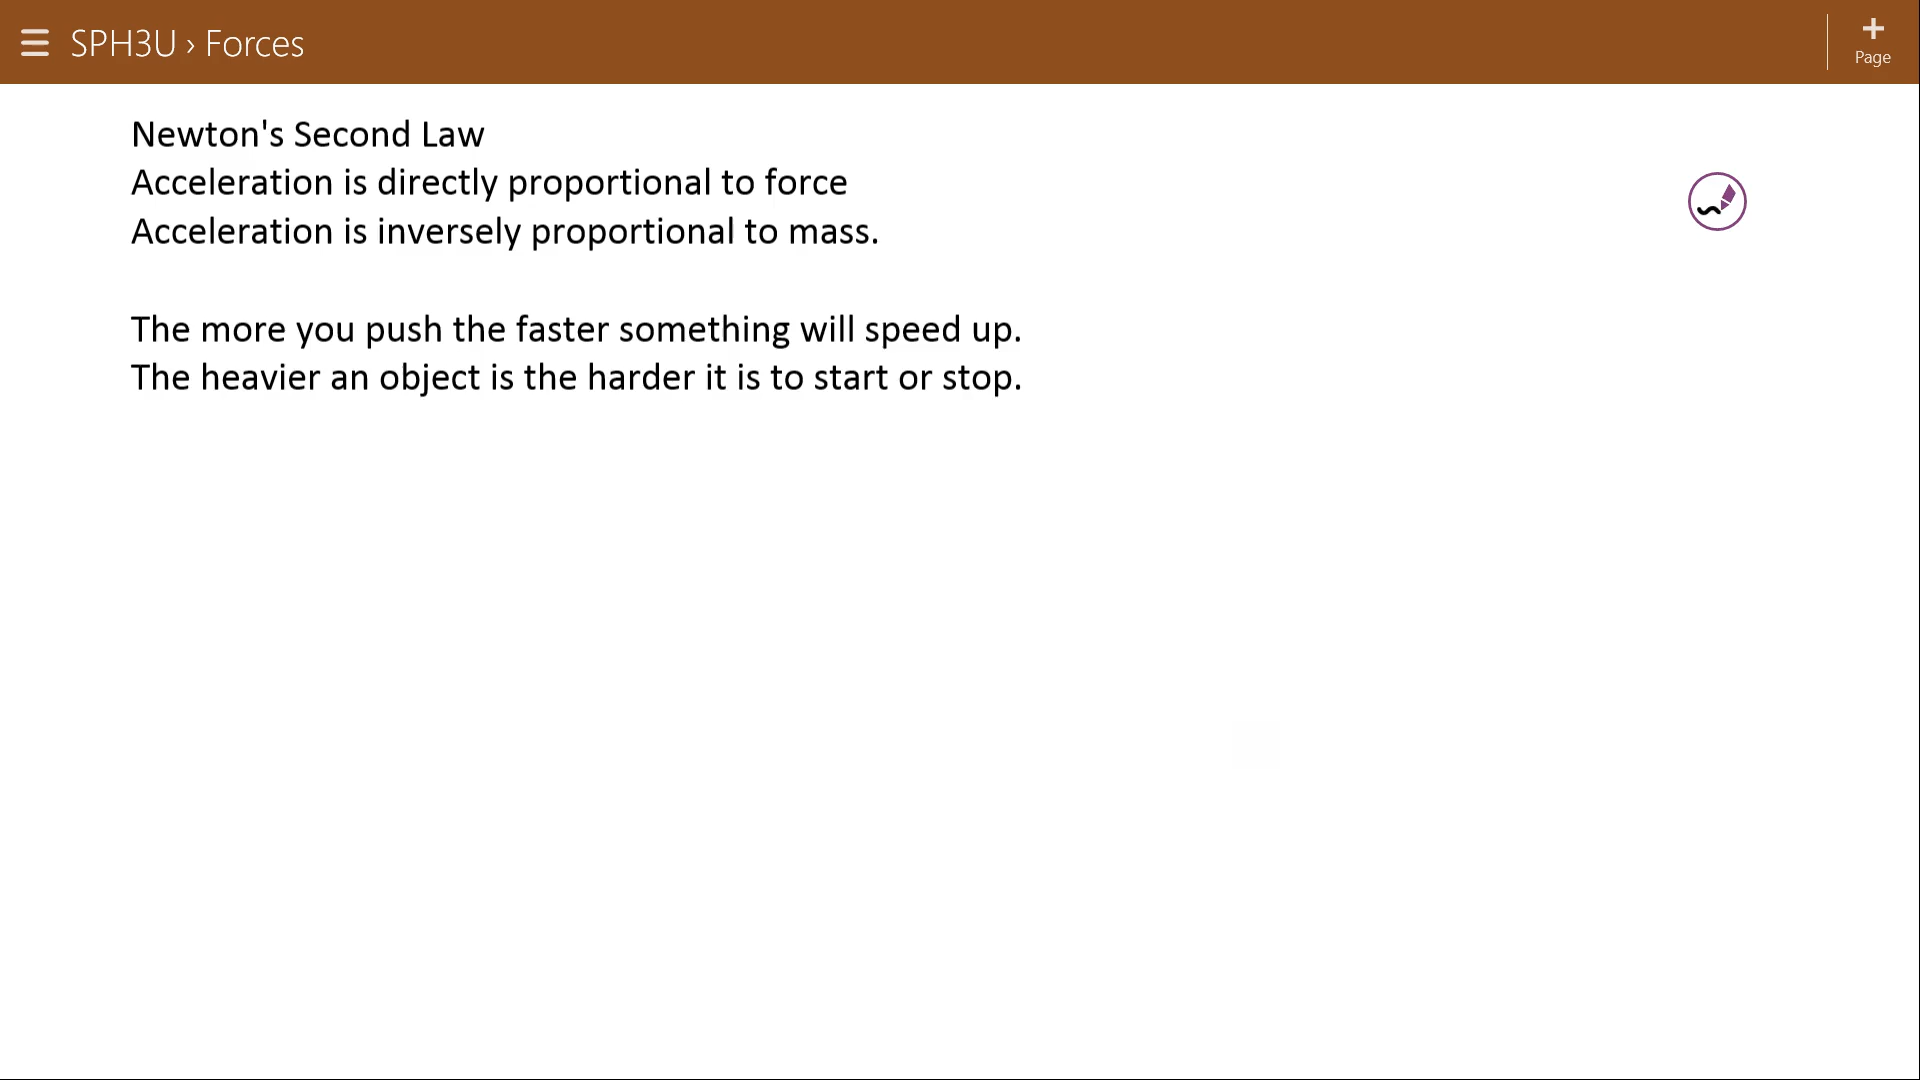 SPH3U › Forces
Page
Newton's Second Law
Acceleration is directly proportional to force
Acceleration is inversely proportional to mass.
The more you push the faster something will speed up.
The heavier an object is the harder it is to start or stop.